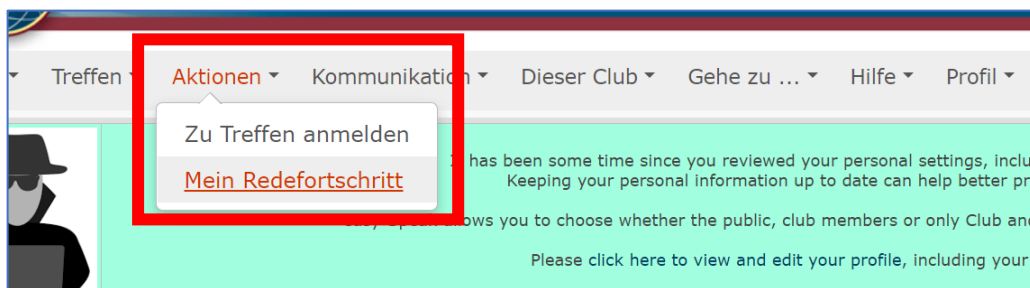 Treffen Aktionen Kommunikation Dieser Club Gehe zu ... Hilfe Profil
Zu Treffen anmelden
Mein Redefortschritt
has been some time since you reviewed your personal settings,
Keeping your personal information up to date can help better
allows you to choose whether the public, club members or only Club
Please click here to view and edit your profile, including your